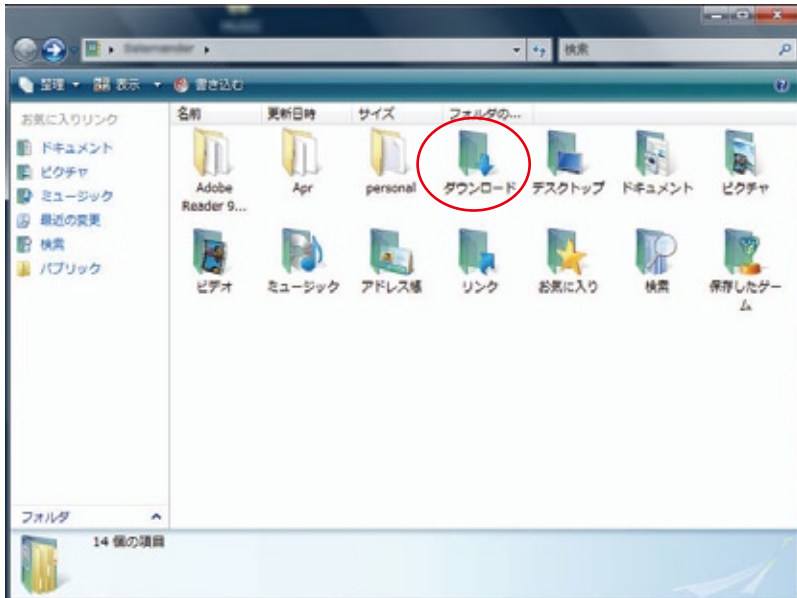 検索
整理 表示 書き込む
お気に入りリンク
ドキュメント
ピクチャ
ミュージック
最近の変更
検索
パブリック
フォルダ
名前 更新日時 サイズ フォルダの...
Adobe
Reader 9...
Apr
personal
ダウンロード
デスクトップ
ドキュメント
ピクチャ
ビデオ
ミュージック
アドレス帳
リンク
お気に入り
検索
保存したゲー
ム
14 個の項目